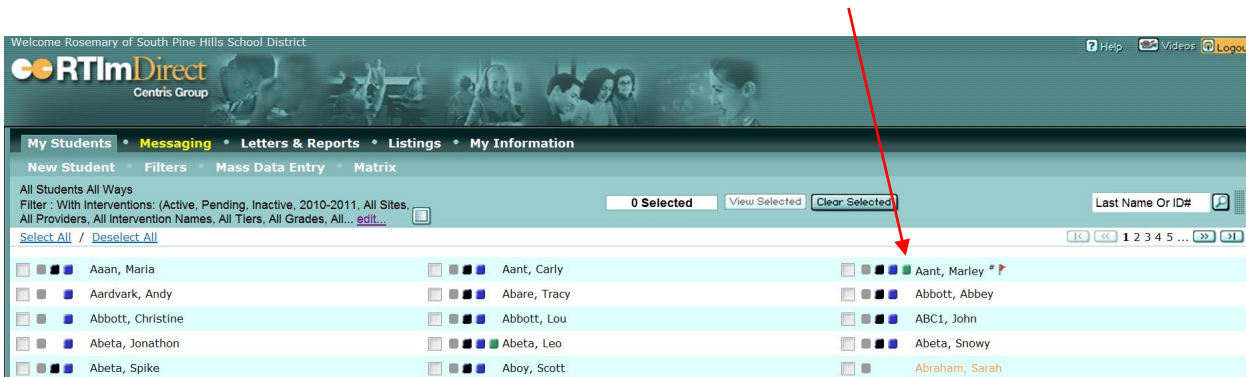 Welcome Rosemary of South Pine Hills School District
? Help Videos Logou
RTImDirect
Centris Group
My Students • Messaging • Letters & Reports • Listings • My Information
New Student • Filters • Mass Data Entry • Matrix
All Students All Ways
Filter : With Interventions: (Active, Pending, Inactive, 2010-2011, All Sites,
All Providers, All Intervention Names, All Tiers, All Grades, All... edit...
0 Selected View Selected Clear Selected
Last Name Or ID#
Select All / Deselect All
1 2 3 4 5 ...
Aaan, Maria Aant, Carly Aant, Marley #
Aardvark, Andy Abare, Tracy Abbott, Abbey
Abbott, Christine Abbott, Lou ABC1, John
Abeta, Jonathon Abeta, Leo Abeta, Snowy
Abeta, Spike Aboy, Scott Abraham, Sarah